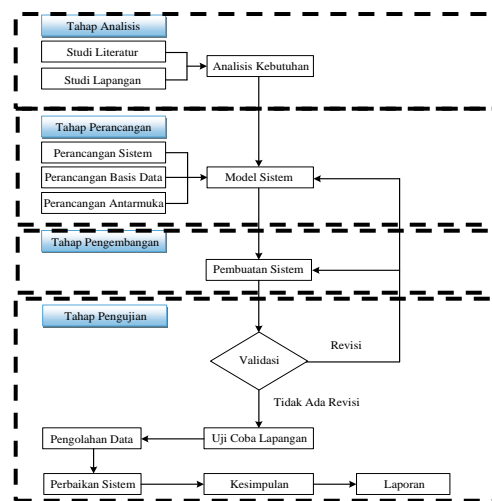 Tahap Analisis
Studi Literatur
Studi Lapangan
Analisis Kebutuhan
Tahap Perancangan
Perancangan Sistem
Perancangan Basis Data
Perancangan Antarmuka
Model Sistem
Tahap Pengembangan
Pembuatan Sistem
Tahap Pengujian
Validasi
Revisi
Tidak Ada Revisi
Pengolahan Data
Uji Coba Lapangan
Perbaikan Sistem
Kesimpulan
Laporan